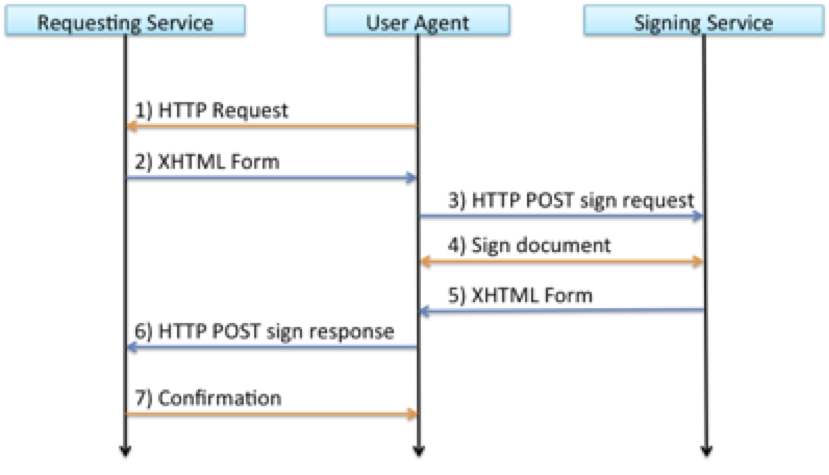 Requesting Service
User Agent
Signing Service
1) HTTP Request
2) XHTML Form
3) HTTP POST sign request
4) Sign document
5) XHTML Form
6) HTTP POST sign response
7) Confirmation